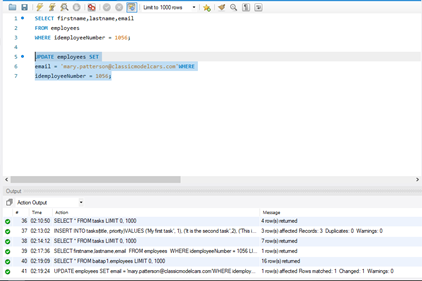 Limit to 1000 rows
1 SELECT firstname,lastname,email
2 FROM employees
3 WHERE idemployeeNumber = 1056;
4
5 UPDATE employees SET
6 email = 'mary.patterson@classicmodelcars.com'WHERE
7 idemployeeNumber = 1056;
Output
Action Output
# Time Action Message
36 02:10:50 SELECT * FROM tasks LIMIT 0, 1000 4 row(s) returned
37 02:13:02 INSERT INTO tasks(title, priority)VALUES ('My first task', 1), ('It is the second task',2), ('This i... 3 row(s) affected Records: 3 Duplicates: 0 Warnings: 0
38 02:14:12 SELECT * FROM tasks LIMIT 0, 1000 7 row(s) returned
39 02:17:36 SELECT firstname,lastname,email FROM employees WHERE idemployeeNumber = 1056 LI... 1 row(s) returned
40 02:19:09 SELECT * FROM batap1.employees LIMIT 0, 1000 16 row(s) returned
41 02:19:24 UPDATE employees SET email = 'mary.patterson@classicmodelcars.com'WHERE idemploy... 1 row(s) affected Rows matched: 1 Changed: 1 Warnings: 0